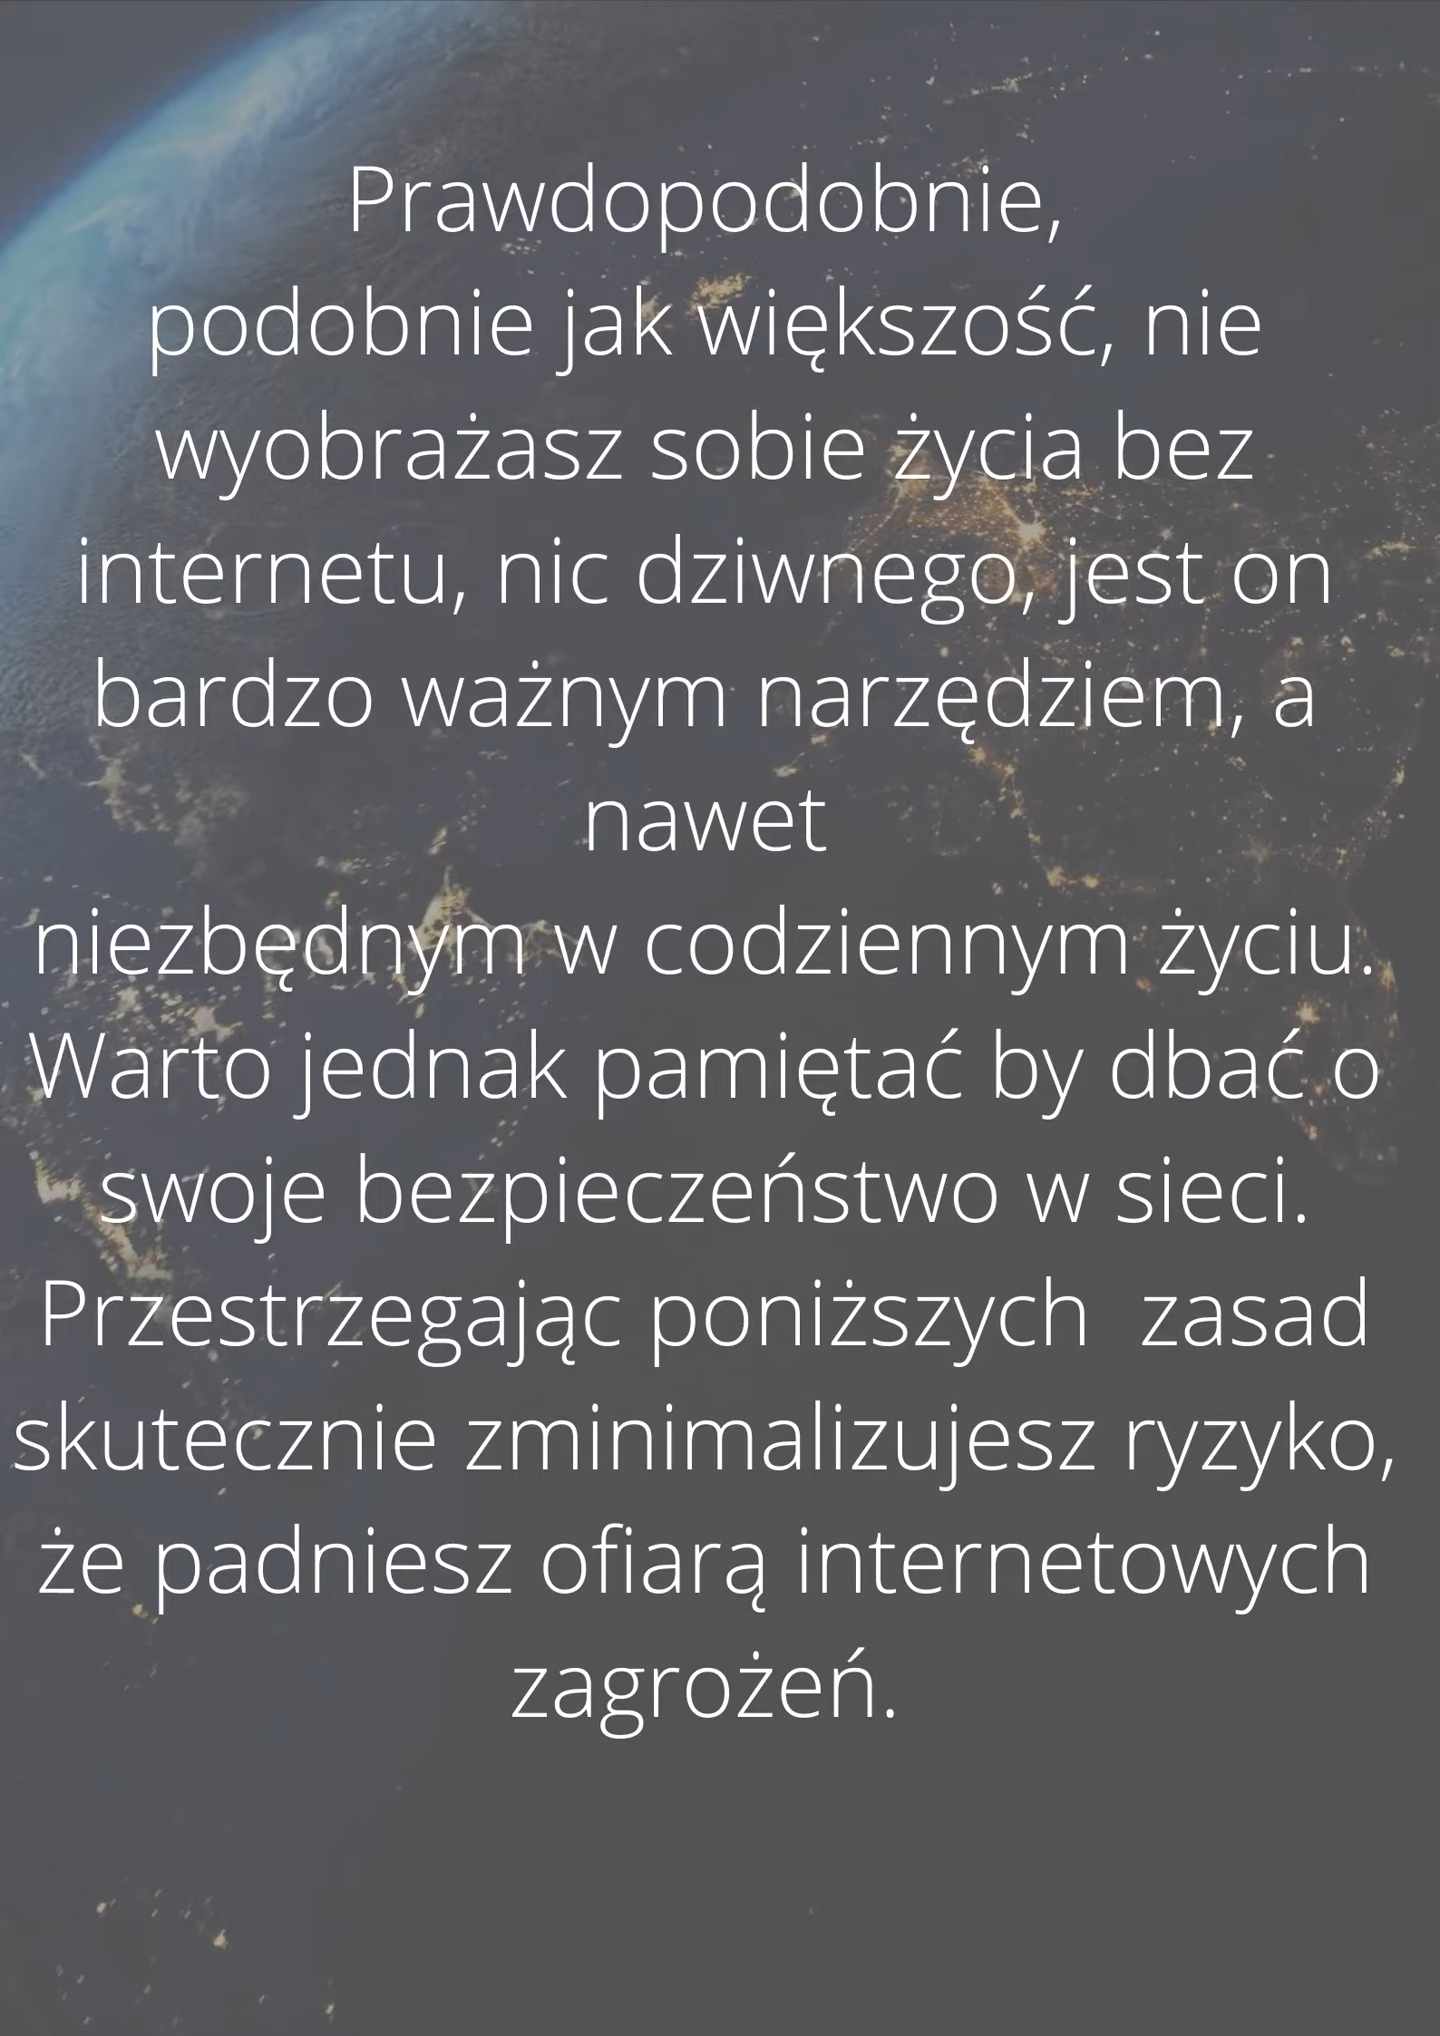 Prawdopodobnie,
podobnie jak większość, nie
wyobrażasz sobie życia bez
internetu, nic dziwnego, jest on
bardzo ważnym narzędziem, a
nawet
niezbędnym w codziennym życiu.
Warto jednak pamiętać by dbać o
swoje bezpieczeństwo w sieci.
Przestrzegając poniższych  zasad
skutecznie zminimalizujesz ryzyko,
że padniesz ofiarą internetowych
zagrożeń.